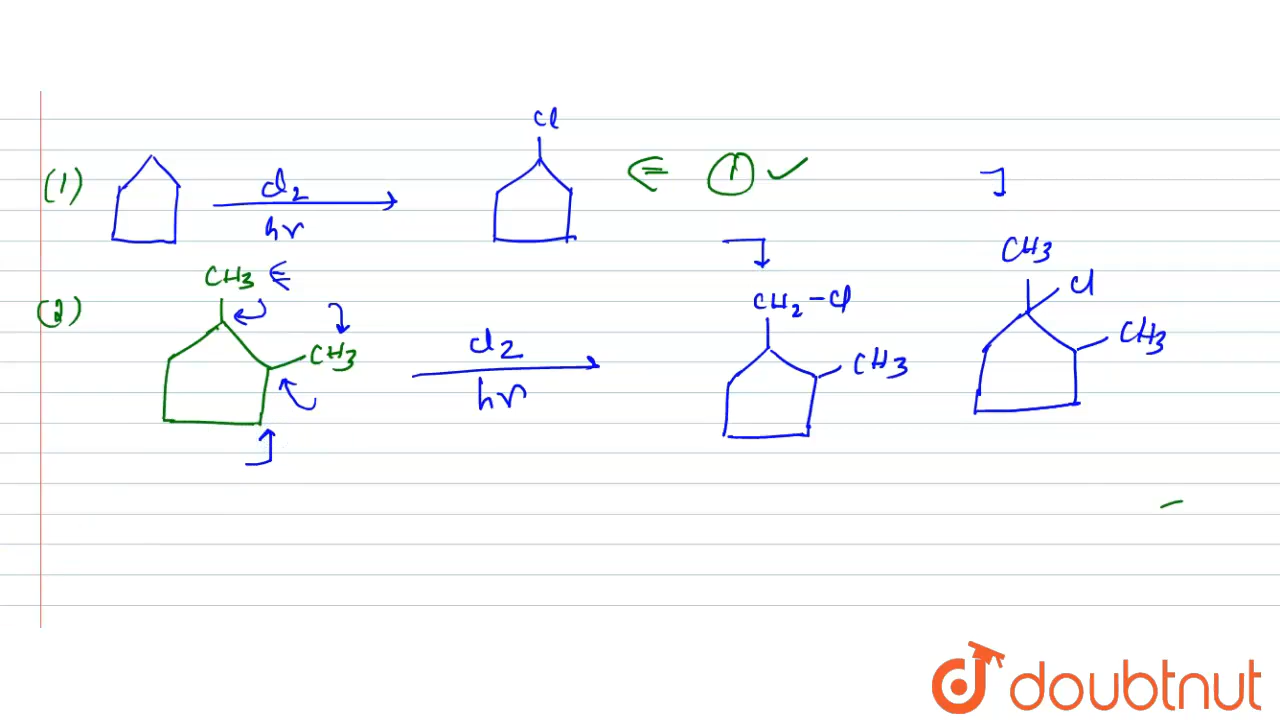 Cl
(1) Cl2 1
hν
CH3
CH3
(2) CH2-Cl Cl
CH3 Cl2 CH3 CH3
hν
doubtnut